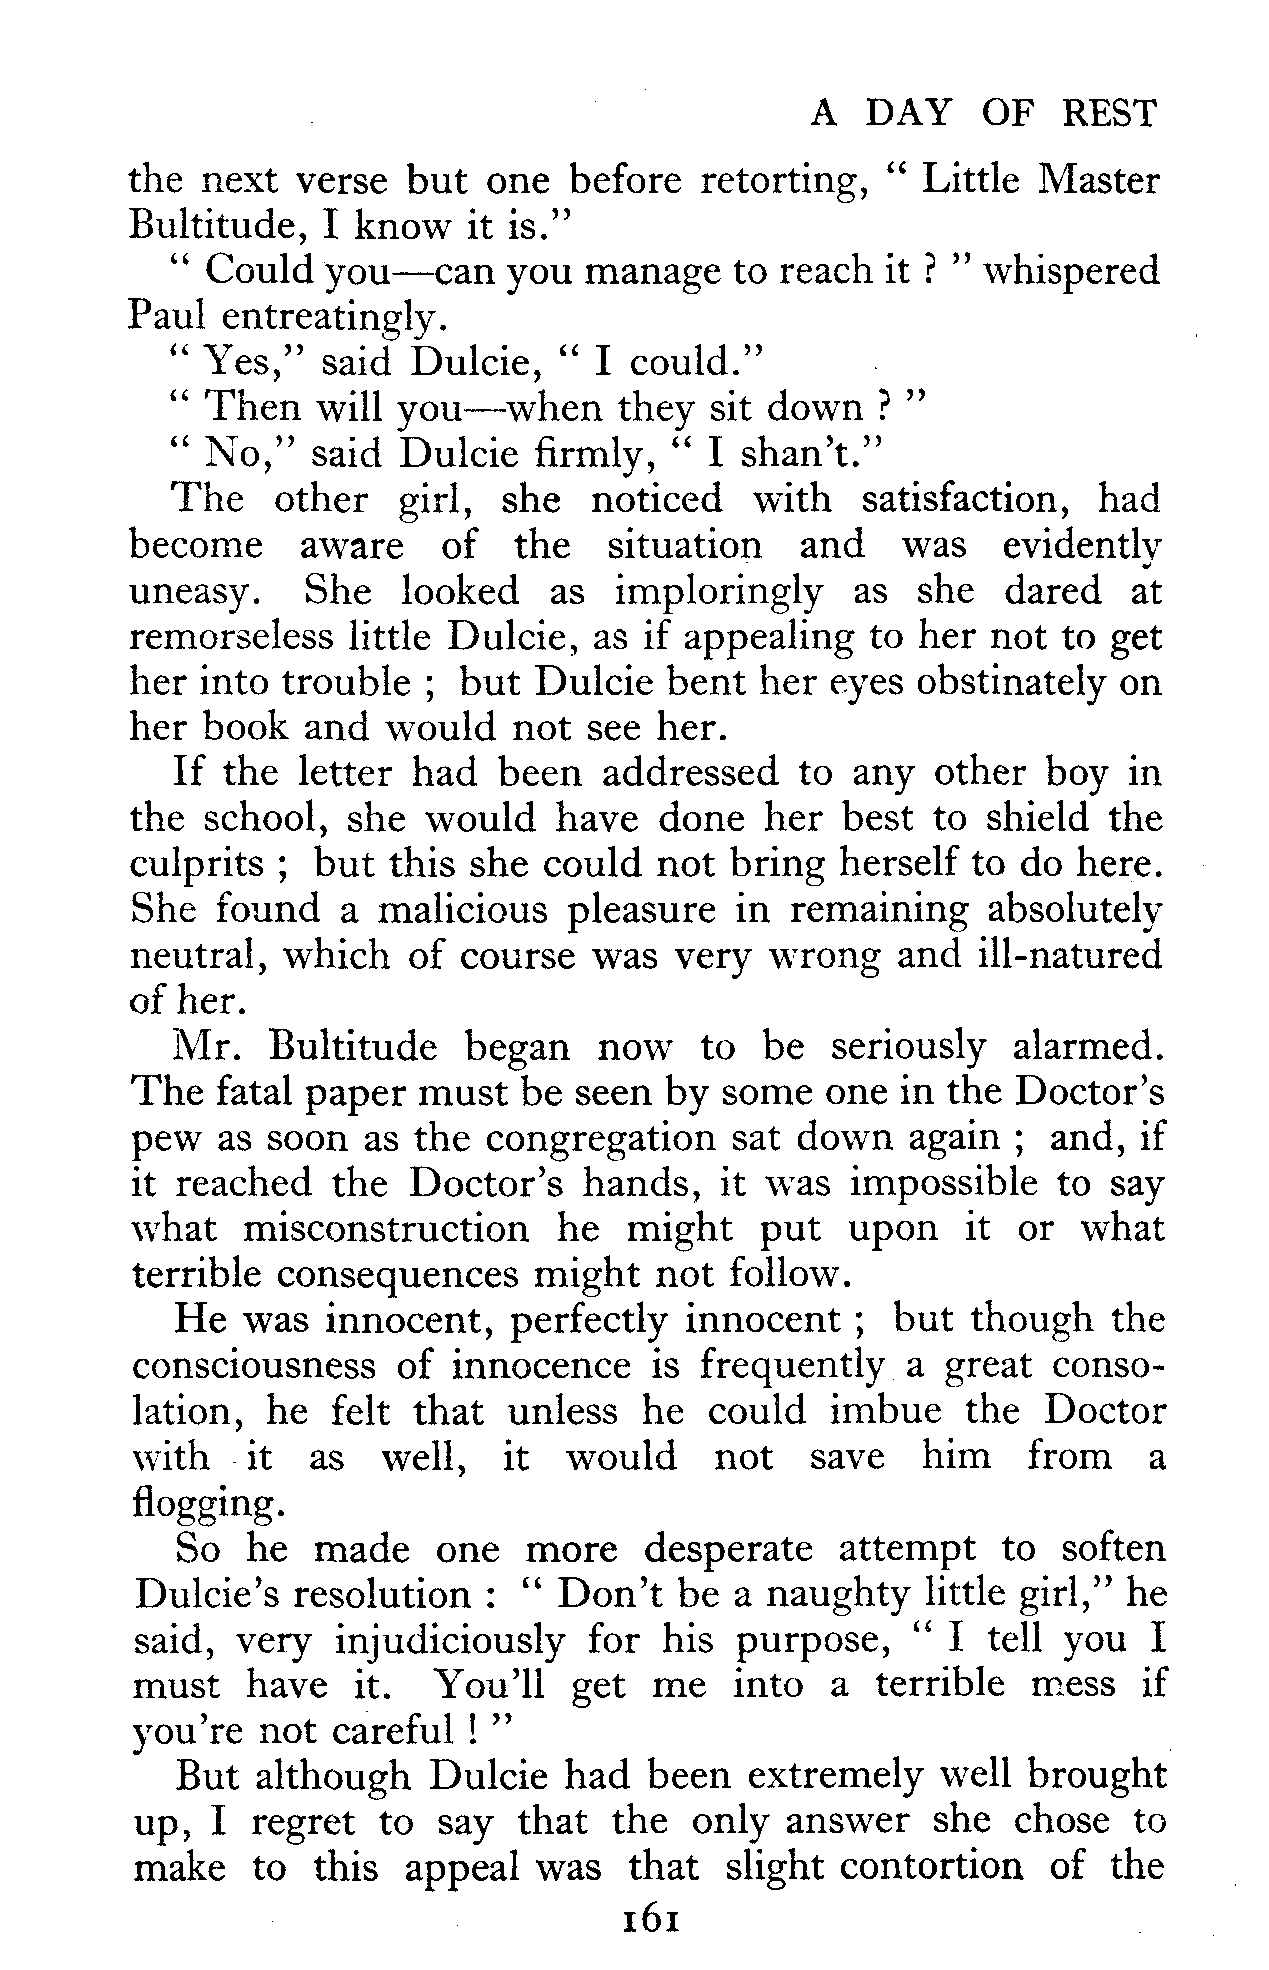 A DAY OF REST
the next verse but one before retorting, “ Little Master
Bultitude, I know it is.”
“ Could you—can you manage to reach it ? ” whispered
Paul entreatingly.
“ Yes,” said Dulcie, “ I could.”
“ Then will you—when they sit down ? ”
“ No,” said Dulcie firmly, “ I shan't.”
The other girl, she noticed with satisfaction, had
become aware of the situation and was evidently
uneasy. She looked as imploringly as she dared at
remorseless little Dulcie, as if appealing to her not to get
her into trouble ; but Dulcie bent her eyes obstinately on
her book and would not see her.
If the letter had been addressed to any other boy in
the school, she would have done her best to shield the
culprits ; but this she could not bring herself to do here.
She found a malicious pleasure in remaining absolutely
neutral, which of course was very wrong and ill-natured
of her.
Mr. Bultitude began now to be seriously alarmed.
The fatal paper must be seen by some one in the Doctor's
pew as soon as the congregation sat down again ; and, if
it reached the Doctor's hands, it was impossible to say
what misconstruction he might put upon it or what
terrible consequences might not follow.
He was innocent, perfectly innocent ; but though the
consciousness of innocence is frequently a great conso-
lation, he felt that unless he could imbue the Doctor
with it as well, it would not save him from a
flogging.
So he made one more desperate attempt to soften
Dulcie's resolution : “ Don't be a naughty little girl,” he
said, very injudiciously for his purpose, “ I tell you I
must have it. You'll get me into a terrible mess if
you're not careful ! ”
But although Dulcie had been extremely well brought
up, I regret to say that the only answer she chose to
make to this appeal was that slight contortion of the
161